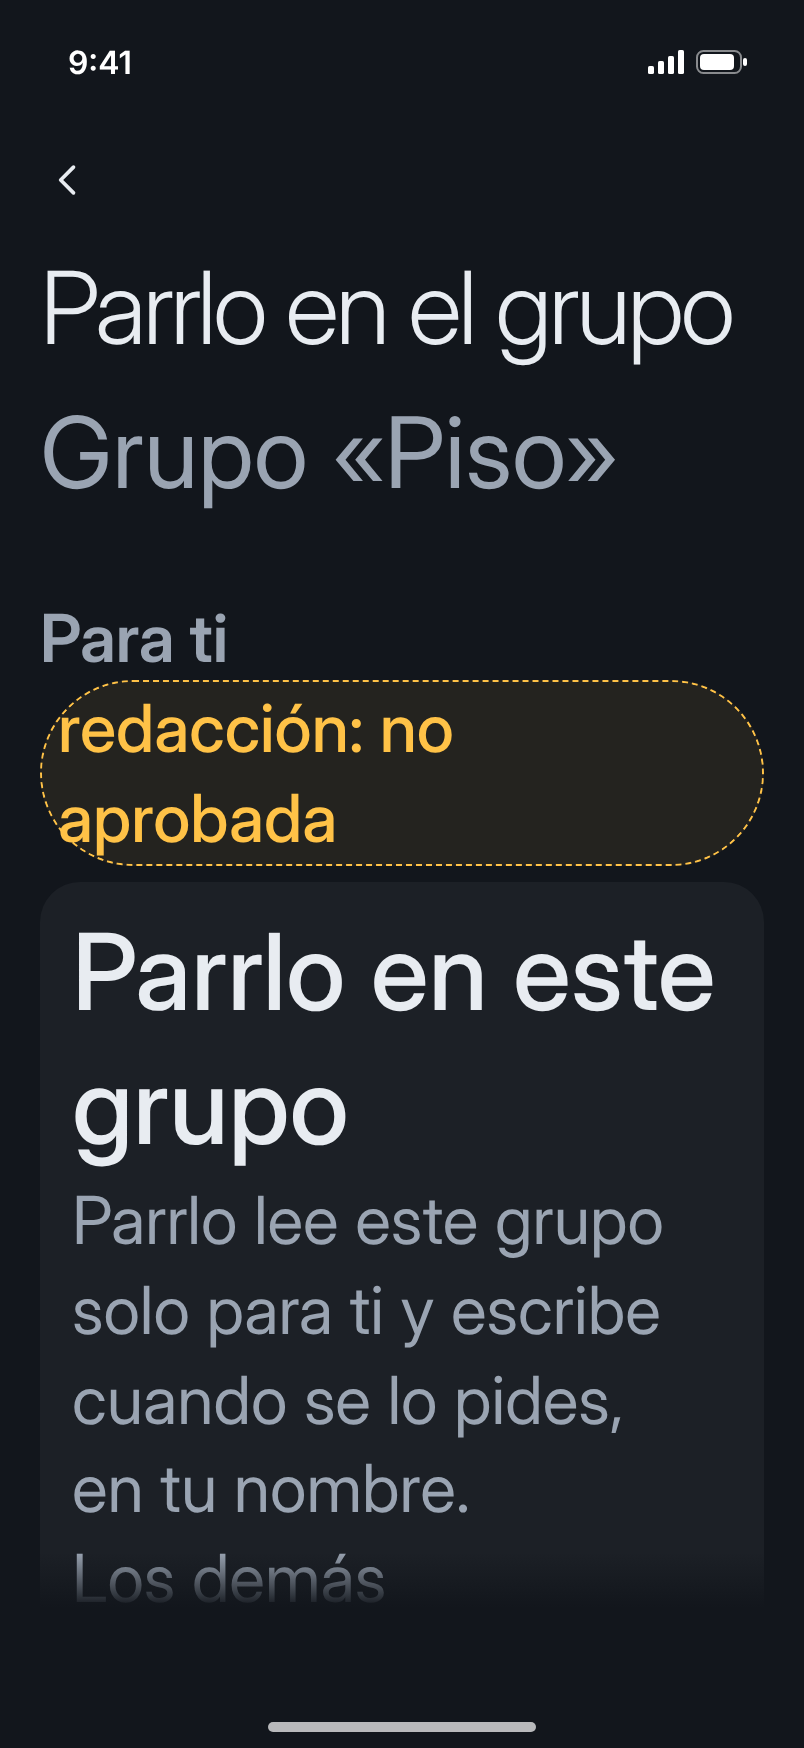 9:41
Parrlo en el grupo
Grupo «Piso»
Para ti
redacción: no
aprobada
Parrlo en este
grupo
Parrlo lee este grupo
solo para ti y escribe
cuando se lo pides,
en tu nombre.
Los demás